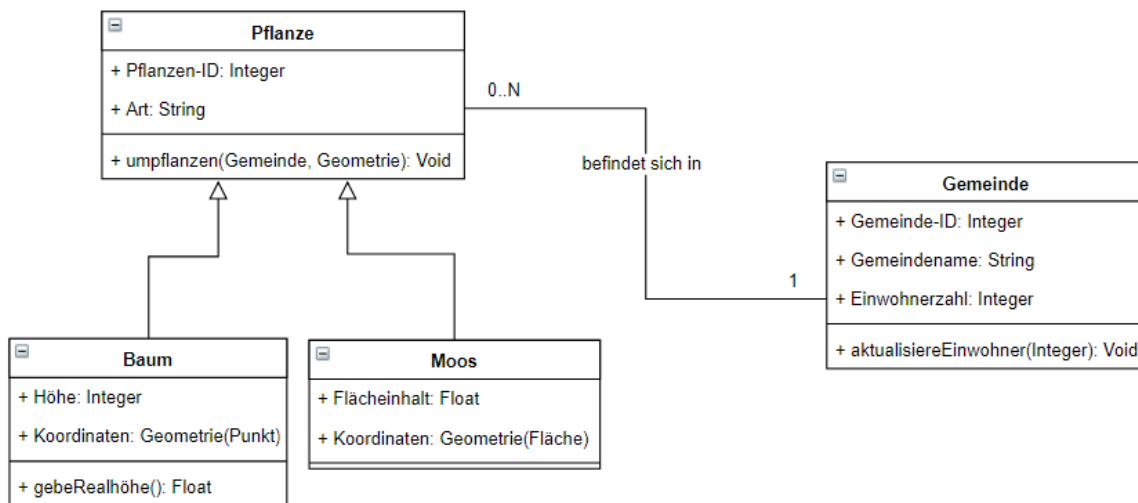 Pflanze
+ Pflanzen-ID: Integer
+ Art: String
+ umpflanzen(Gemeinde, Geometrie): Void
0..N
befindet sich in
1
Gemeinde
+ Gemeinde-ID: Integer
+ Gemeindename: String
+ Einwohnerzahl: Integer
+ aktualisiereEinwohner(Integer): Void
Baum
+ Höhe: Integer
+ Koordinaten: Geometrie(Punkt)
+ gebeRealhöhe(): Float
Moos
+ Flächeinhalt: Float
+ Koordinaten: Geometrie(Fläche)